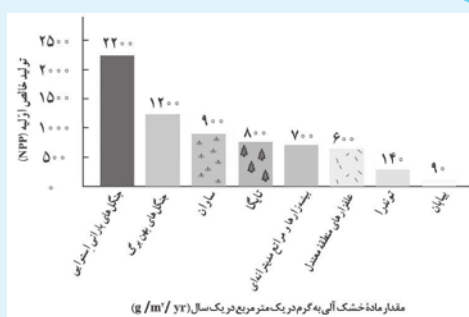 تولید خالص اولیه (NPP)
۲۵۰۰
۲۰۰۰
۱۵۰۰
۱۰۰۰
۵۰۰
۰
۲۲۰۰
۱۲۰۰
۹۰۰
۸۰۰
۷۰۰
۶۰۰
۱۴۰
۹۰
جنگل‌های بارانی استوایی
جنگل‌های پهن برگ
ساوان
تایگا
بیشه‌زارها و مراتع مدیترانه‌ای
علفزارهای منطقه معتدل
توندرا
بیابان
مقدار مادهٔ خشک آلی به گرم در یک متر مربع در یک سال (g /m²/ yr)